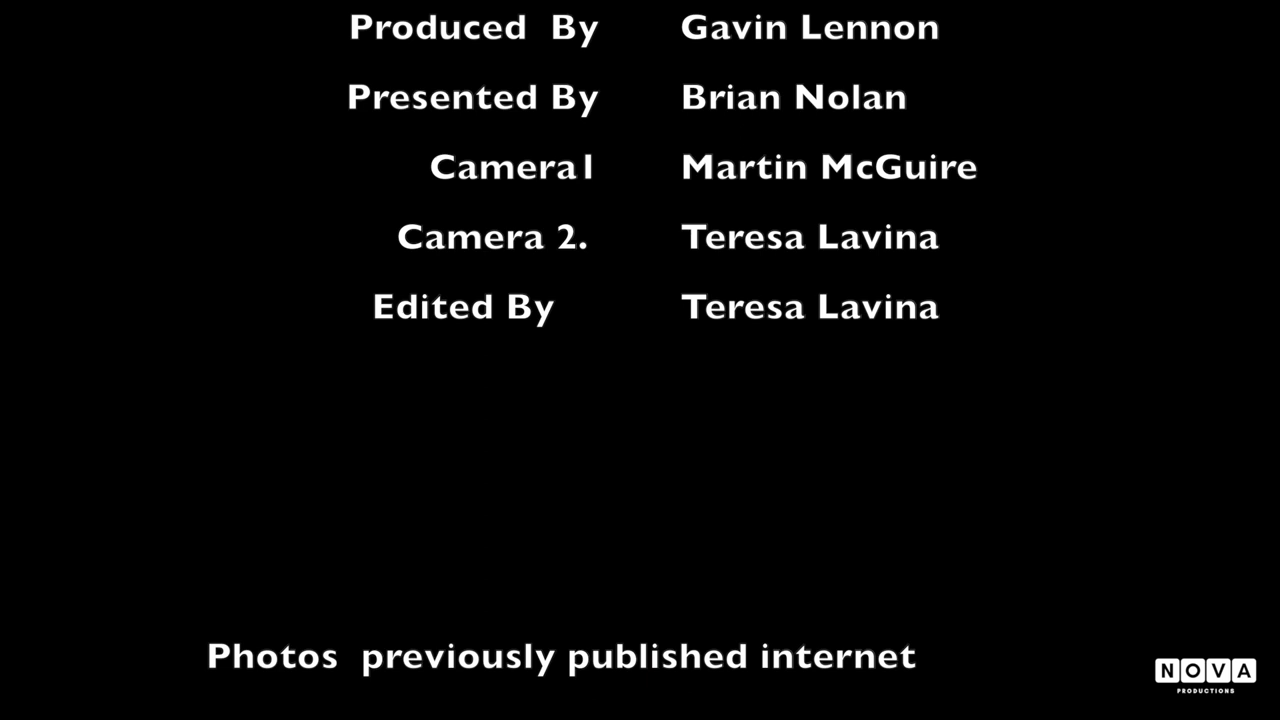 Produced By Gavin Lennon
Presented By Brian Nolan
Camera1 Martin McGuire
Camera 2. Teresa Lavina
Edited By Teresa Lavina
Photos previously published internet
NOVA
PRODUCTIONS